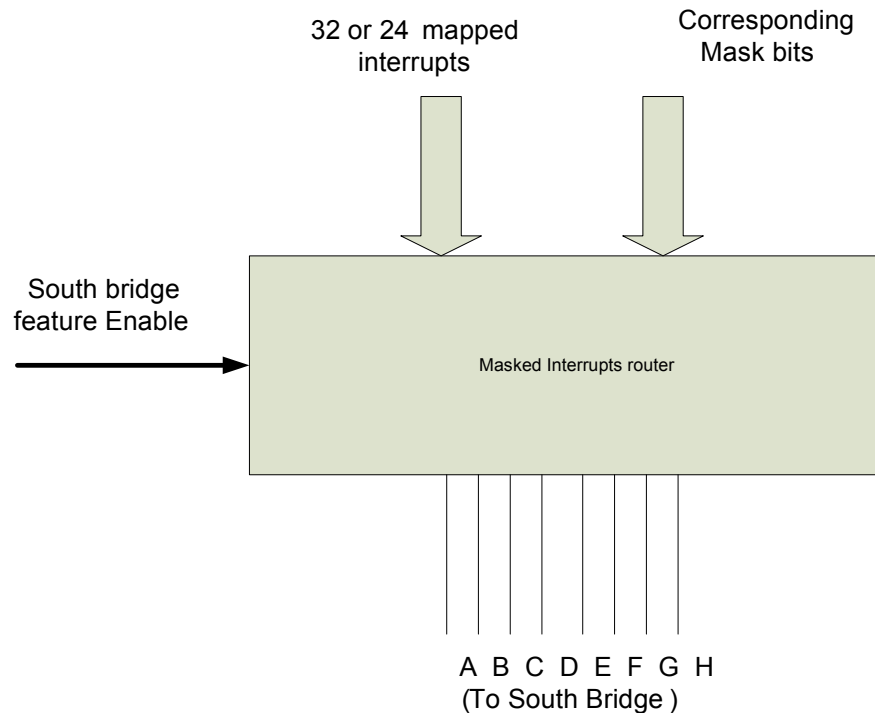 32 or 24 mapped
interrupts
Corresponding
Mask bits
South bridge
feature Enable
Masked Interrupts router
A B C D E F G H
(To South Bridge )